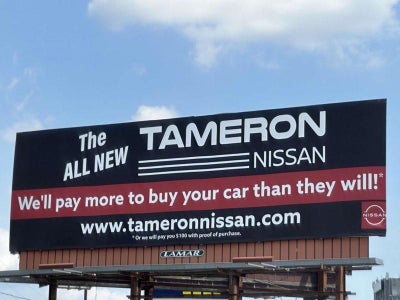 The
ALL NEW
TAMERON
NISSAN
We'll pay more to buy your car than they will!*
www.tameronnissan.com
NISSAN
* Or we will pay you $100 with proof of purchase.
LAMAR